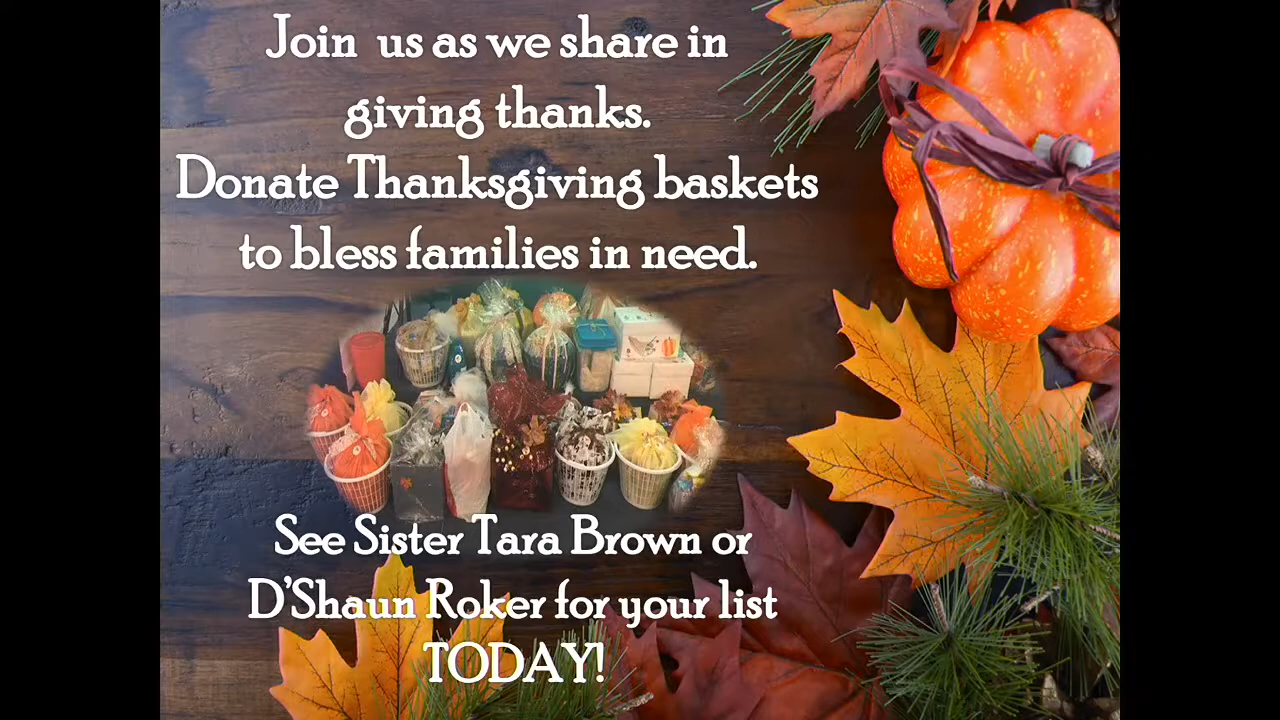 Join us as we share in
giving thanks.
Donate Thanksgiving baskets
to bless families in need.
See Sister Tara Brown or
D'Shaun Roker for your list
TODAY!